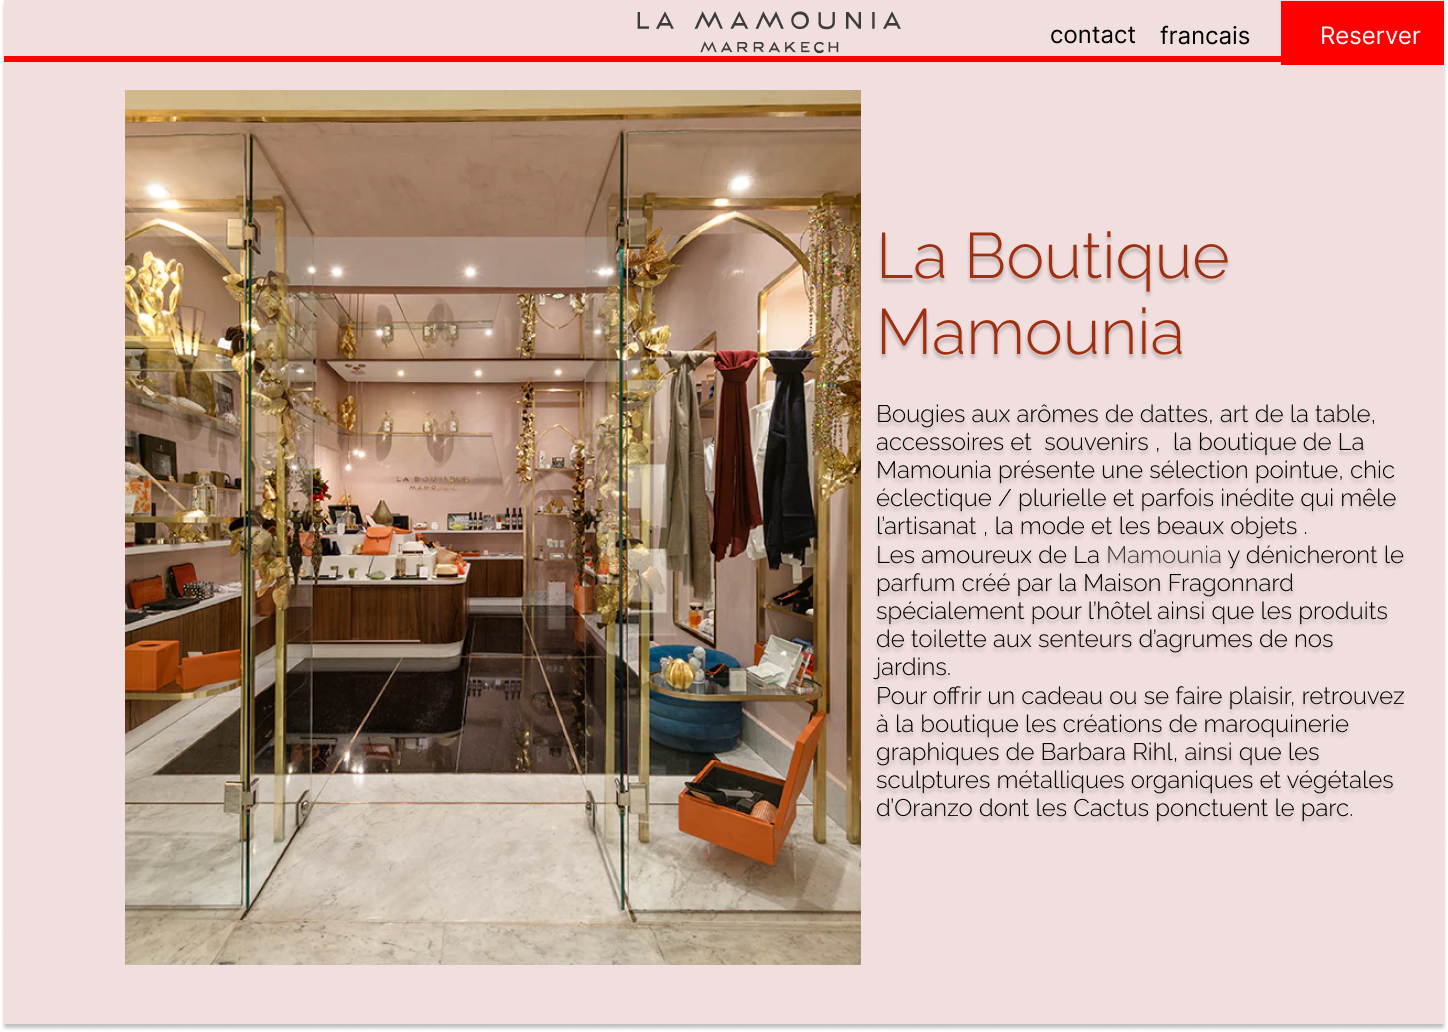 LA MAMOUNIA
MARRAKECH
contact
francais
Reserver
La Boutique
Mamounia
Bougies aux arômes de dattes, art de la table,
accessoires et  souvenirs ,  la boutique de La
Mamounia présente une sélection pointue, chic
éclectique / plurielle et parfois inédite qui mêle
l’artisanat , la mode et les beaux objets .
Les amoureux de La Mamounia y dénicheront le
parfum créé par la Maison Fragonnard
spécialement pour l’hôtel ainsi que les produits
de toilette aux senteurs d’agrumes de nos
jardins.
Pour offrir un cadeau ou se faire plaisir, retrouvez
à la boutique les créations de maroquinerie
graphiques de Barbara Rihl, ainsi que les
sculptures métalliques organiques et végétales
d’Oranzo dont les Cactus ponctuent le parc.
LA BOUTIQUE
MAMOUNIA